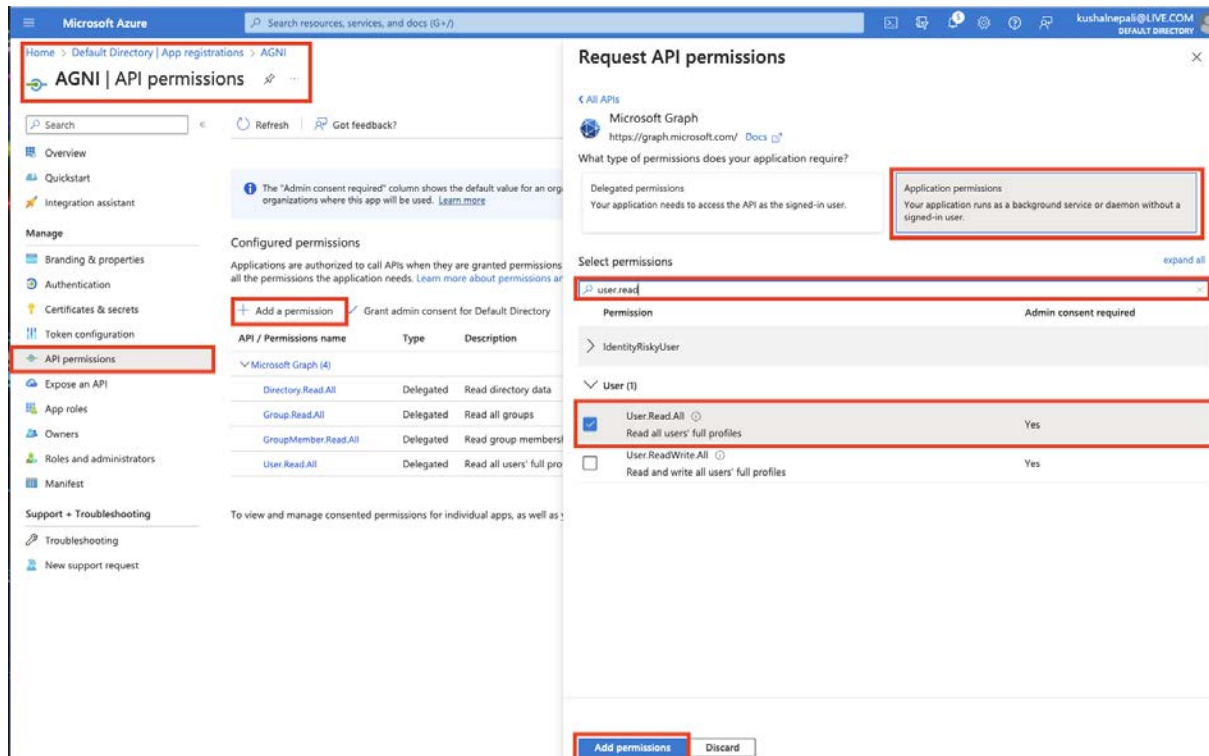 Microsoft Azure
Search resources, services, and docs (G+/)
1
kushalnepali@LIVE.COM
DEFAULT DIRECTORY
Home > Default Directory | App registrations > AGNI
AGNI | API permissions
Search
Overview
Quickstart
Integration assistant
Manage
Branding & properties
Authentication
Certificates & secrets
Token configuration
API permissions
Expose an API
App roles
Owners
Roles and administrators
Manifest
Support + Troubleshooting
Troubleshooting
New support request
Refresh
Got feedback?
The "Admin consent required" column shows the default value for an org
organizations where this app will be used. Learn more
Configured permissions
Applications are authorized to call APIs when they are granted permissions
all the permissions the application needs. Learn more about permissions an
Add a permission
Grant admin consent for Default Directory
API / Permissions name Type Description
Microsoft Graph (4)
Directory.Read.All Delegated Read directory data
Group.Read.All Delegated Read all groups
GroupMember.Read.All Delegated Read group membersh
User.Read.All Delegated Read all users' full pro
To view and manage consented permissions for individual apps, as well as y
Request API permissions
All APIs
Microsoft Graph
https://graph.microsoft.com/ Docs
What type of permissions does your application require?
Delegated permissions
Your application needs to access the API as the signed-in user.
Application permissions
Your application runs as a background service or daemon without a
signed-in user.
Select permissions
expand all
user.read
Permission Admin consent required
IdentityRiskyUser
User (1)
User.Read.All
Read all users' full profiles
Yes
User.ReadWrite.All
Read and write all users' full profiles
Yes
Add permissions
Discard